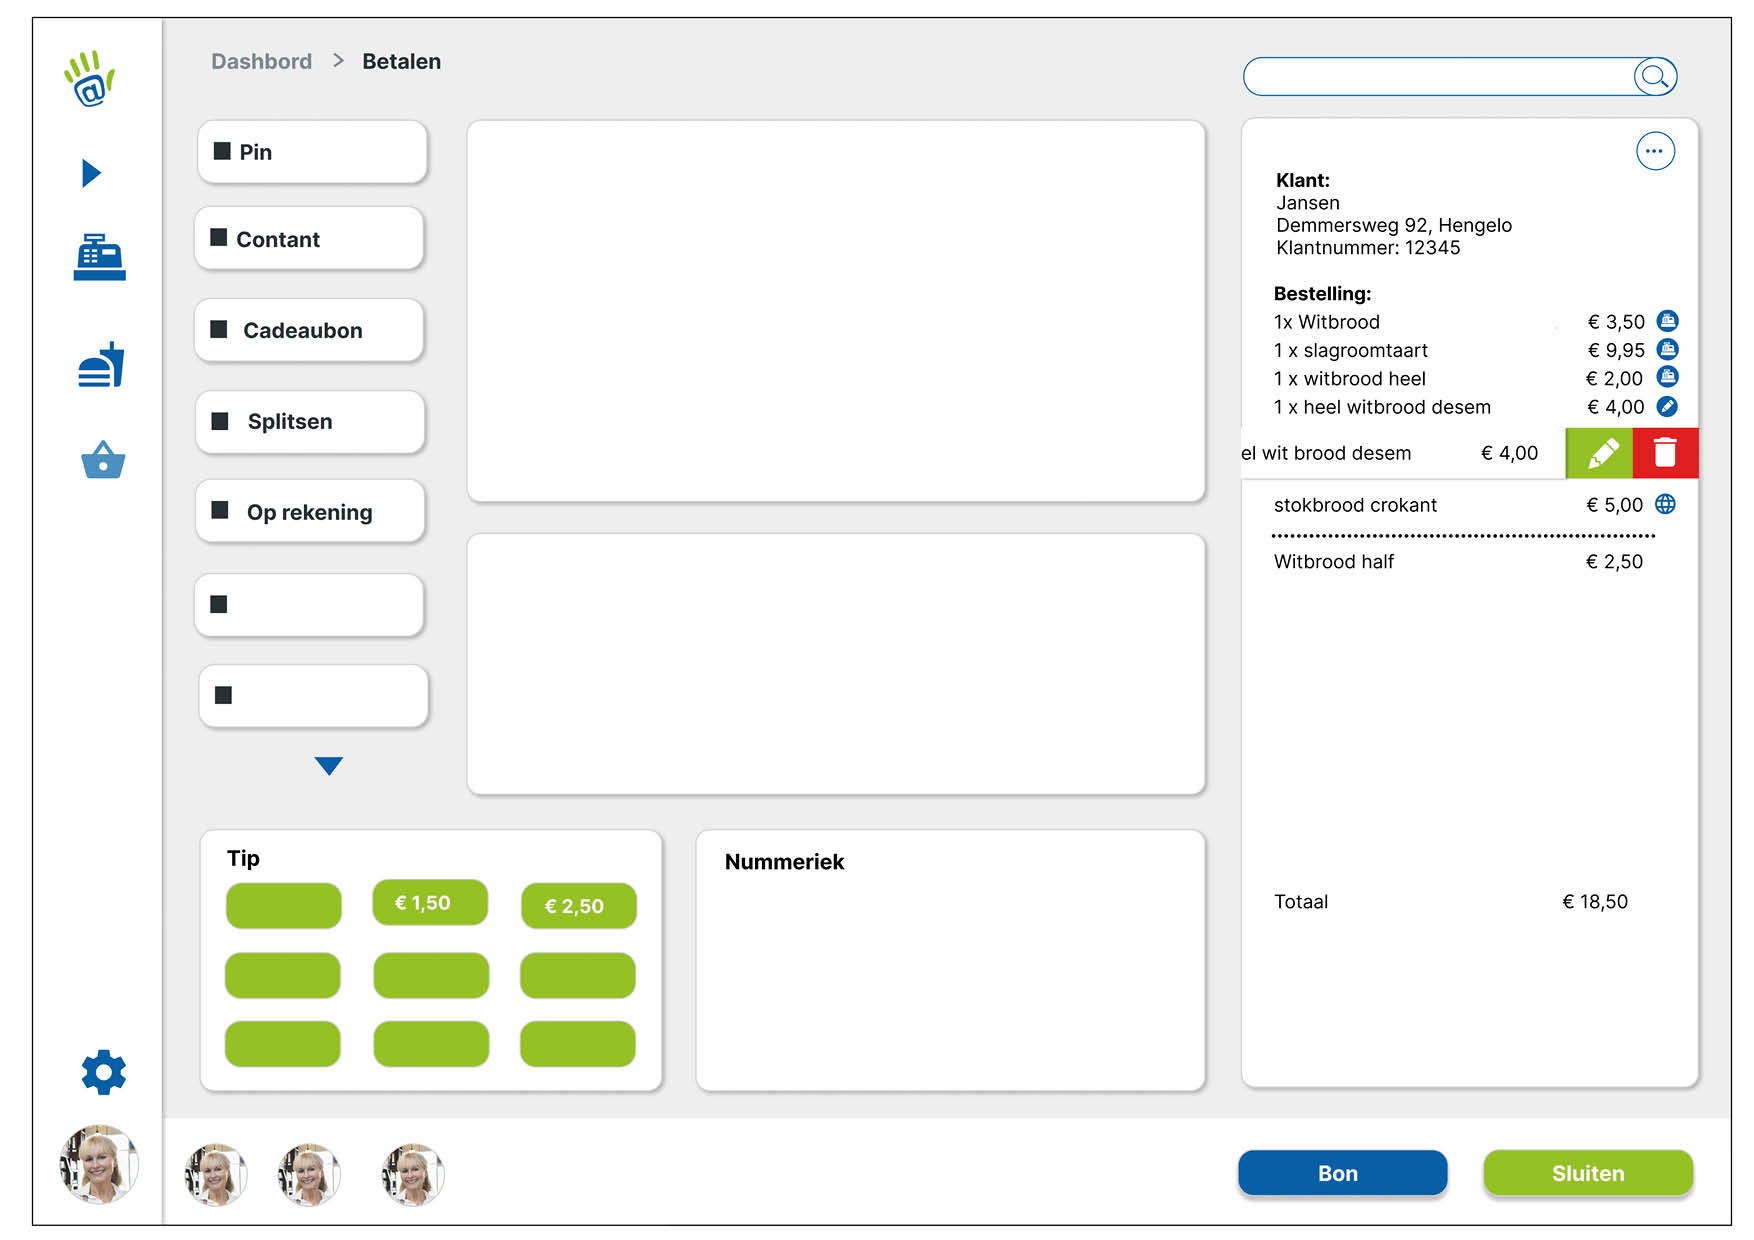 Dashbord > Betalen
Pin
Contant
Cadeaubon
Splitsen
Op rekening
Klant:
Jansen
Demmersweg 92, Hengelo
Klantnummer: 12345
Bestelling:
1x Witbrood € 3,50
1 x slagroomtaart € 9,95
1 x witbrood heel € 2,00
1 x heel witbrood desem € 4,00
el wit brood desem € 4,00
stokbrood crokant € 5,00
Witbrood half € 2,50
Totaal € 18,50
Tip
€ 1,50 € 2,50
Nummeriek
Bon
Sluiten